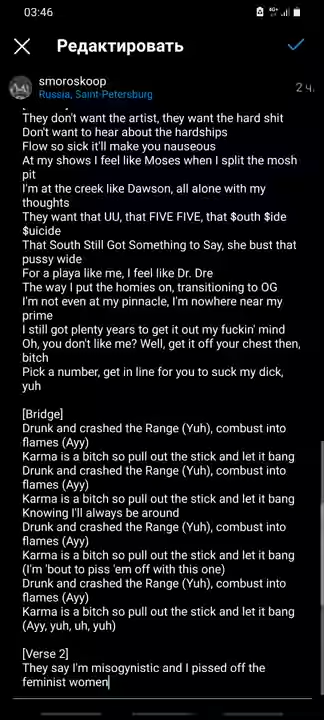 03:46
Редактировать
smoroskoop
Russia, Saint-Petersburg
2 ч.
They don't want the artist, they want the hard shit
Don't want to hear about the hardships
Flow so sick it'll make you nauseous
At my shows I feel like Moses when I split the mosh
pit
I'm at the creek like Dawson, all alone with my
thoughts
They want that UU, that FIVE FIVE, that $outh $ide
$uicide
That South Still Got Something to Say, she bust that
pussy wide
For a playa like me, I feel like Dr. Dre
The way I put the homies on, transitioning to OG
I'm not even at my pinnacle, I'm nowhere near my
prime
I still got plenty years to get it out my fuckin' mind
Oh, you don't like me? Well, get it off your chest then,
bitch
Pick a number, get in line for you to suck my dick,
yuh
[Bridge]
Drunk and crashed the Range (Yuh), combust into
flames (Ayy)
Karma is a bitch so pull out the stick and let it bang
Drunk and crashed the Range (Yuh), combust into
flames (Ayy)
Karma is a bitch so pull out the stick and let it bang
Knowing I'll always be around
Drunk and crashed the Range (Yuh), combust into
flames (Ayy)
Karma is a bitch so pull out the stick and let it bang
(I'm 'bout to piss 'em off with this one)
Drunk and crashed the Range (Yuh), combust into
flames (Ayy)
Karma is a bitch so pull out the stick and let it bang
(Ayy, yuh, uh, yuh)
[Verse 2]
They say I'm misogynistic and I pissed off the
feminist women